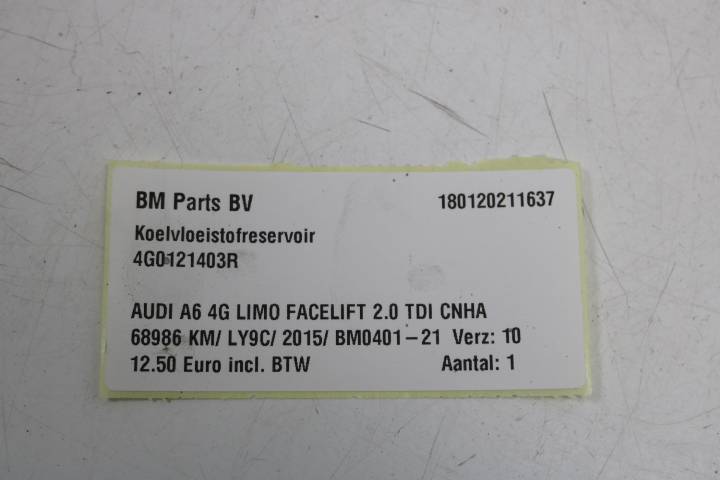 BM Parts BV 180120211637
Koelvloeistofreservoir
4G0121403R
AUDI A6 4G LIMO FACELIFT 2.0 TDI CNHA
68986 KM/ LY9C/ 2015/ BM0401-21 Verz: 10
12.50 Euro incl. BTW Aantal: 1